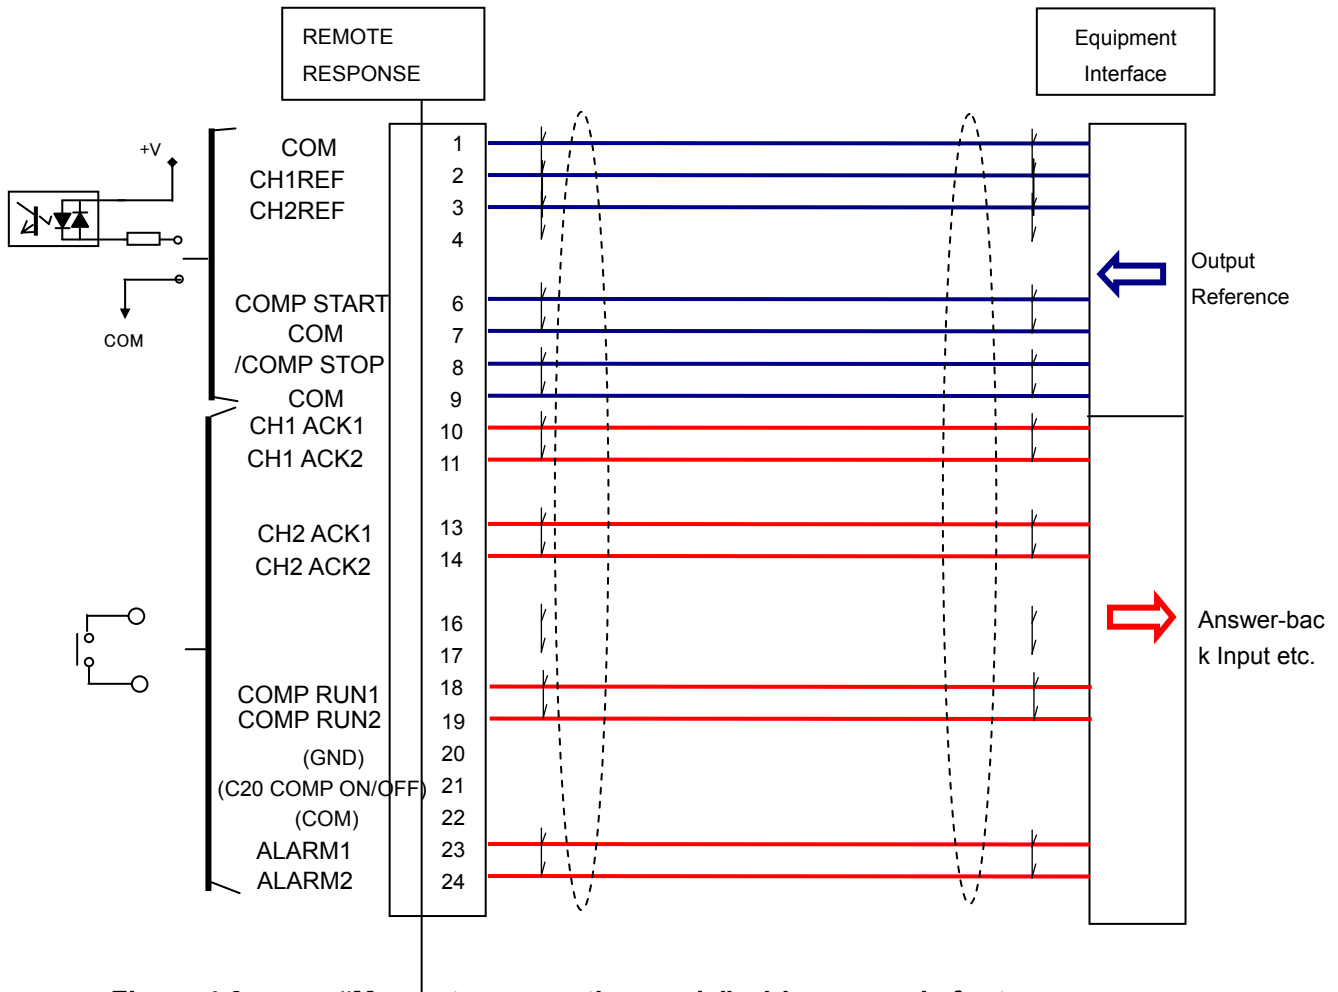 REMOTE
RESPONSE
Equipment
Interface
+V
COM
COM 1
CH1REF 2
CH2REF 3
4
COMP START 6
COM 7
/COMP STOP 8
COM 9
CH1 ACK1 10
CH1 ACK2 11
CH2 ACK1 13
CH2 ACK2 14
16
17
COMP RUN1 18
COMP RUN2 19
(GND) 20
(C20 COMP ON/OFF) 21
(COM) 22
ALARM1 23
ALARM2 24
Output
Reference
Answer-bac
k Input etc.